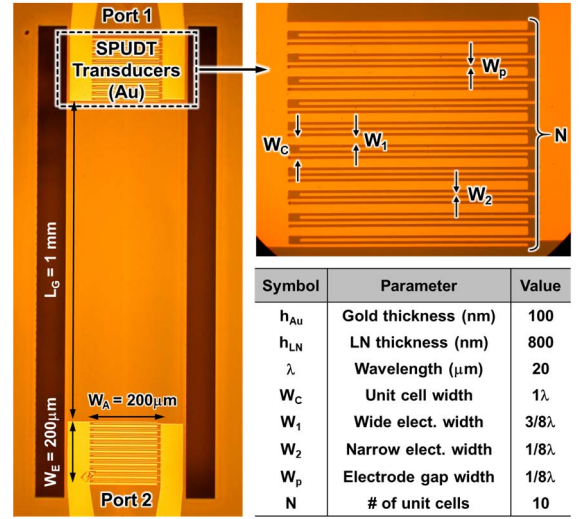 Port 1
SPUDT
Transducers
(Au)
L_G = 1 mm
W_A = 200μm
W_E = 200μm
Port 2
W_p
W_C
W_1
W_2
N
Symbol Parameter Value
h_Au Gold thickness (nm) 100
h_LN LN thickness (nm) 800
λ Wavelength (μm) 20
W_C Unit cell width 1λ
W_1 Wide elect. width 3/8λ
W_2 Narrow elect. width 1/8λ
W_p Electrode gap width 1/8λ
N # of unit cells 10